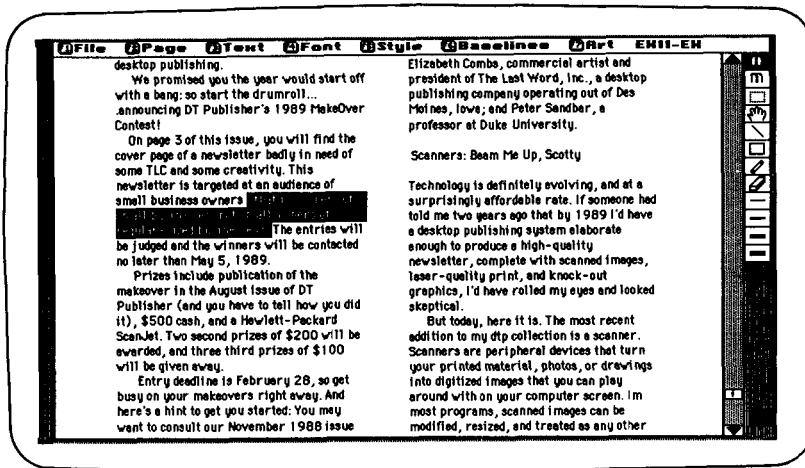 File Page Text Font Style Baselines Art EX11-EX
desktop publishing.
We promised you the year would start off
with a bang: so start the drumroll...
.announcing DT Publisher's 1989 MakeOver
Contest!
On page 3 of this issue, you will find the
cover page of a newsletter badly in need of
some TLC and some creativity. This
newsletter is targeted at an audience of
small business owners
The entries will
be judged and the winners will be contacted
no later than May 5, 1989.
Prizes include publication of the
makeover in the August issue of DT
Publisher (and you have to tell how you did
it), $500 cash, and a Hewlett-Packard
ScanJet. Two second prizes of $200 will be
awarded, and three third prizes of $100
will be given away.
Entry deadline is February 28, so get
busy on your makeovers right away. And
here's a hint to get you started: You may
want to consult our November 1988 issue
Elizabeth Combs, commercial artist and
president of The Last Word, Inc., a desktop
publishing company operating out of Des
Moines, Iowa; and Peter Sandbar, a
professor at Duke University.
Scanners: Beam Me Up, Scotty
Technology is definitely evolving, and at a
surprisingly affordable rate. If someone had
told me two years ago that by 1989 I'd have
a desktop publishing system elaborate
enough to produce a high-quality
newsletter, complete with scanned images,
laser-quality print, and knock-out
graphics, I'd have rolled my eyes and looked
skeptical.
But today, here it is. The most recent
addition to my dtp collection is a scanner.
Scanners are peripheral devices that turn
your printed material, photos, or drawings
into digitized images that you can play
around with on your computer screen. Im
most programs, scanned images can be
modified, resized, and treated as any other